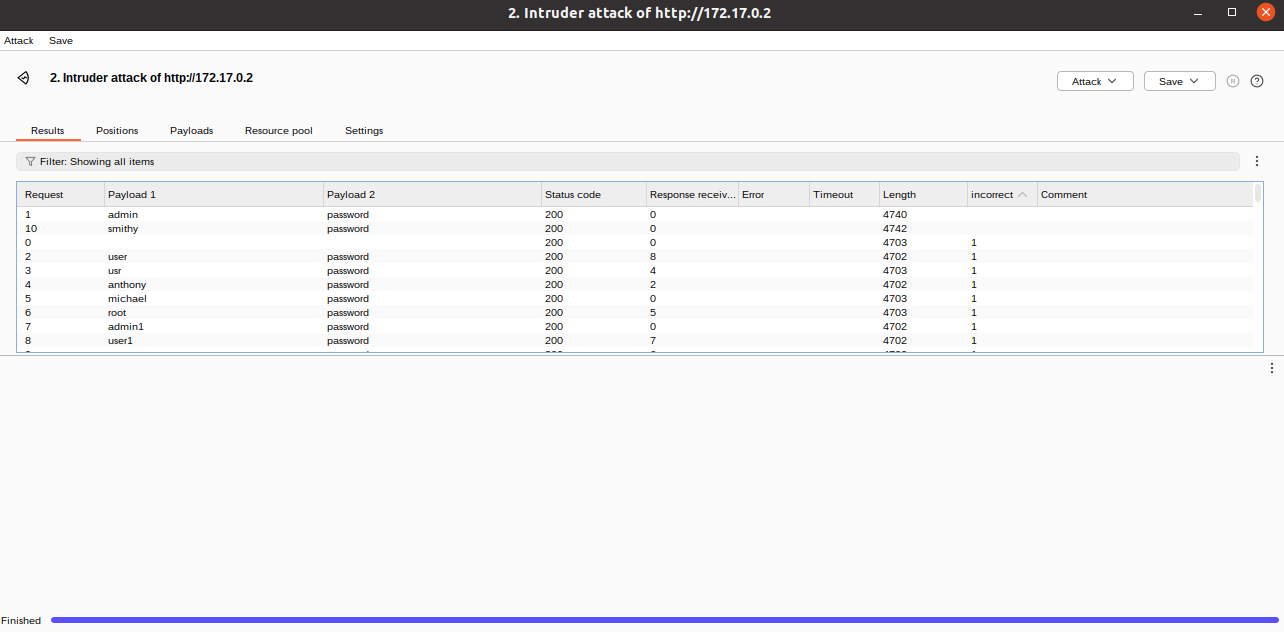 2. Intruder attack of http://172.17.0.2
Attack Save
2. Intruder attack of http://172.17.0.2
Attack Save
Results Positions Payloads Resource pool Settings
Filter: Showing all items
Request Payload 1 Payload 2 Status code Response receiv... Error Timeout Length incorrect Comment
1 admin password 200 0 4740
10 smithy password 200 0 4742
0 200 0 4703 1
2 user password 200 8 4702 1
3 usr password 200 4 4703 1
4 anthony password 200 2 4702 1
5 michael password 200 0 4703 1
6 root password 200 5 4703 1
7 admin1 password 200 0 4702 1
8 user1 password 200 7 4702 1
Finished